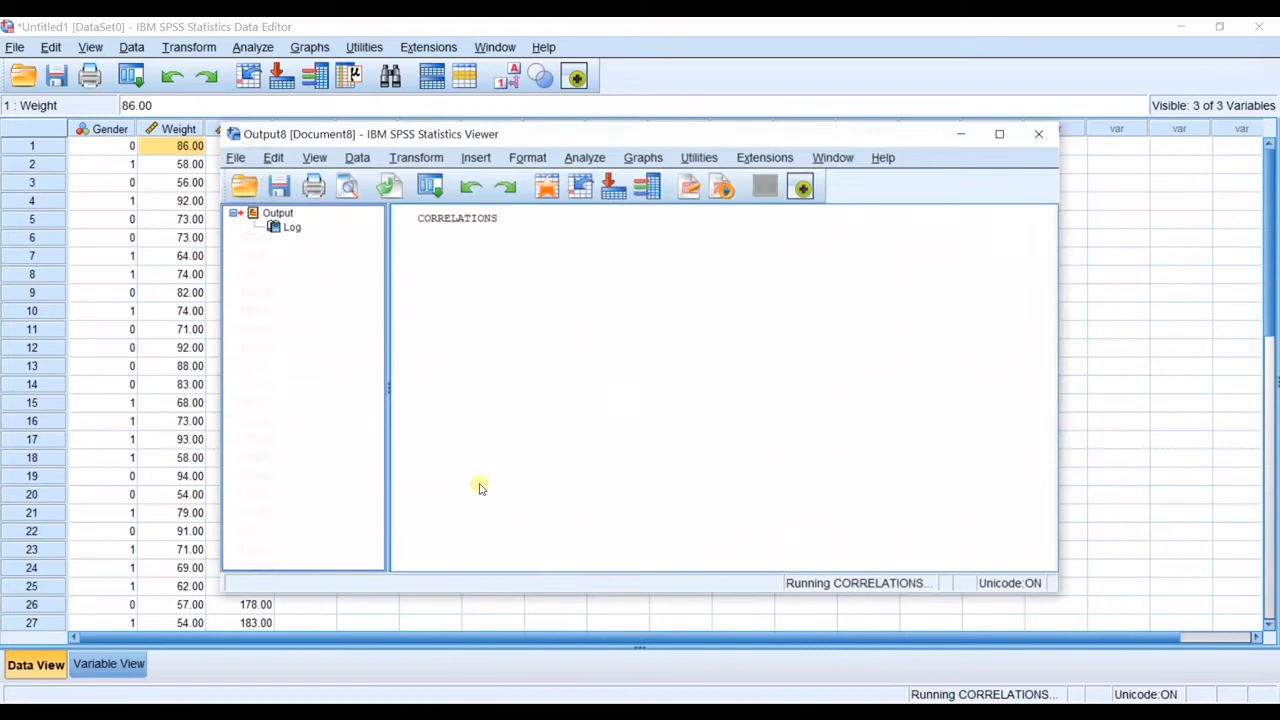 *Untitled1 [DataSet0] - IBM SPSS Statistics Data Editor
File Edit View Data Transform Analyze Graphs Utilities Extensions Window Help
1 : Weight 86.00 Visible: 3 of 3 Variables
Gender Weight var var var
Output8 [Document8] - IBM SPSS Statistics Viewer
File Edit View Data Transform Insert Format Analyze Graphs Utilities Extensions Window Help
Output
Log
CORRELATIONS
1 0 86.00
2 1 58.00
3 0 56.00
4 1 92.00
5 0 73.00
6 0 73.00
7 1 64.00
8 1 74.00
9 0 82.00
10 1 74.00
11 0 71.00
12 0 92.00
13 0 88.00
14 0 83.00
15 1 68.00
16 1 73.00
17 1 93.00
18 1 58.00
19 0 94.00
20 0 54.00
21 1 79.00
22 0 91.00
23 1 71.00
24 1 69.00
25 1 62.00
26 0 57.00 178.00
27 1 54.00 183.00
Running CORRELATIONS... Unicode:ON
Data View Variable View
Running CORRELATIONS... Unicode:ON